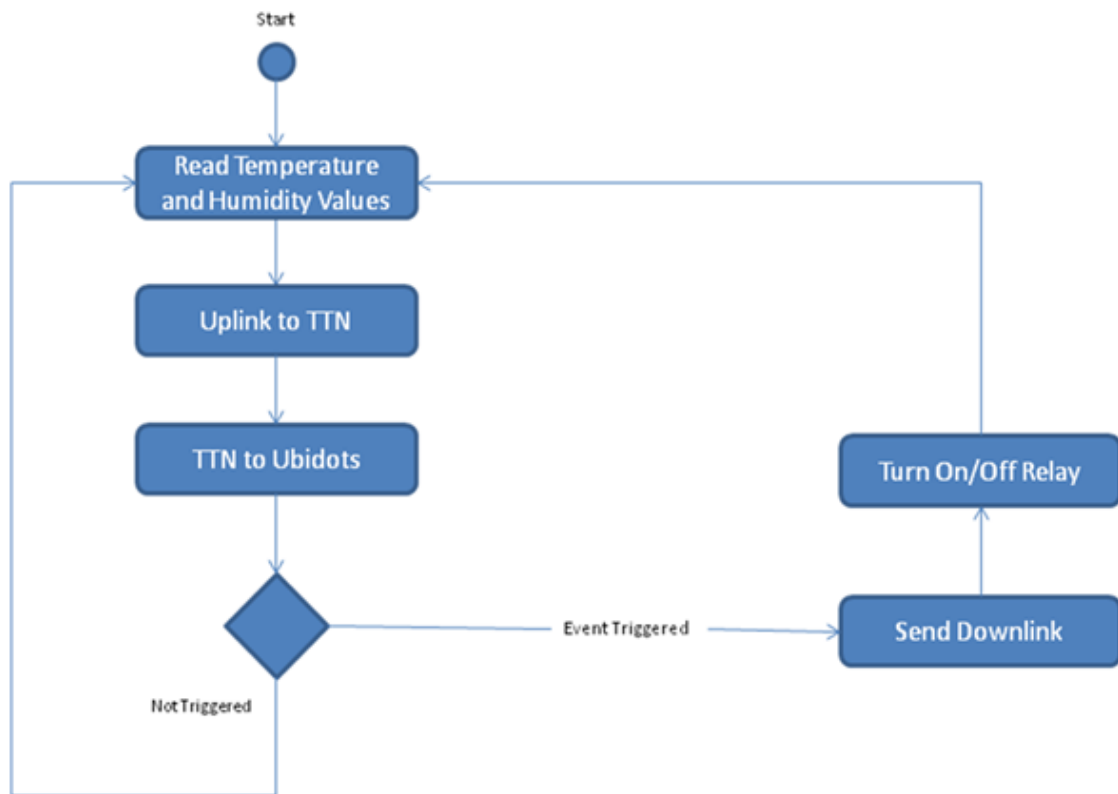 Start
Read Temperature
and Humidity Values
Uplink to TTN
TTN to Ubidots
Turn On/Off Relay
Event Triggered
Send Downlink
Not Triggered